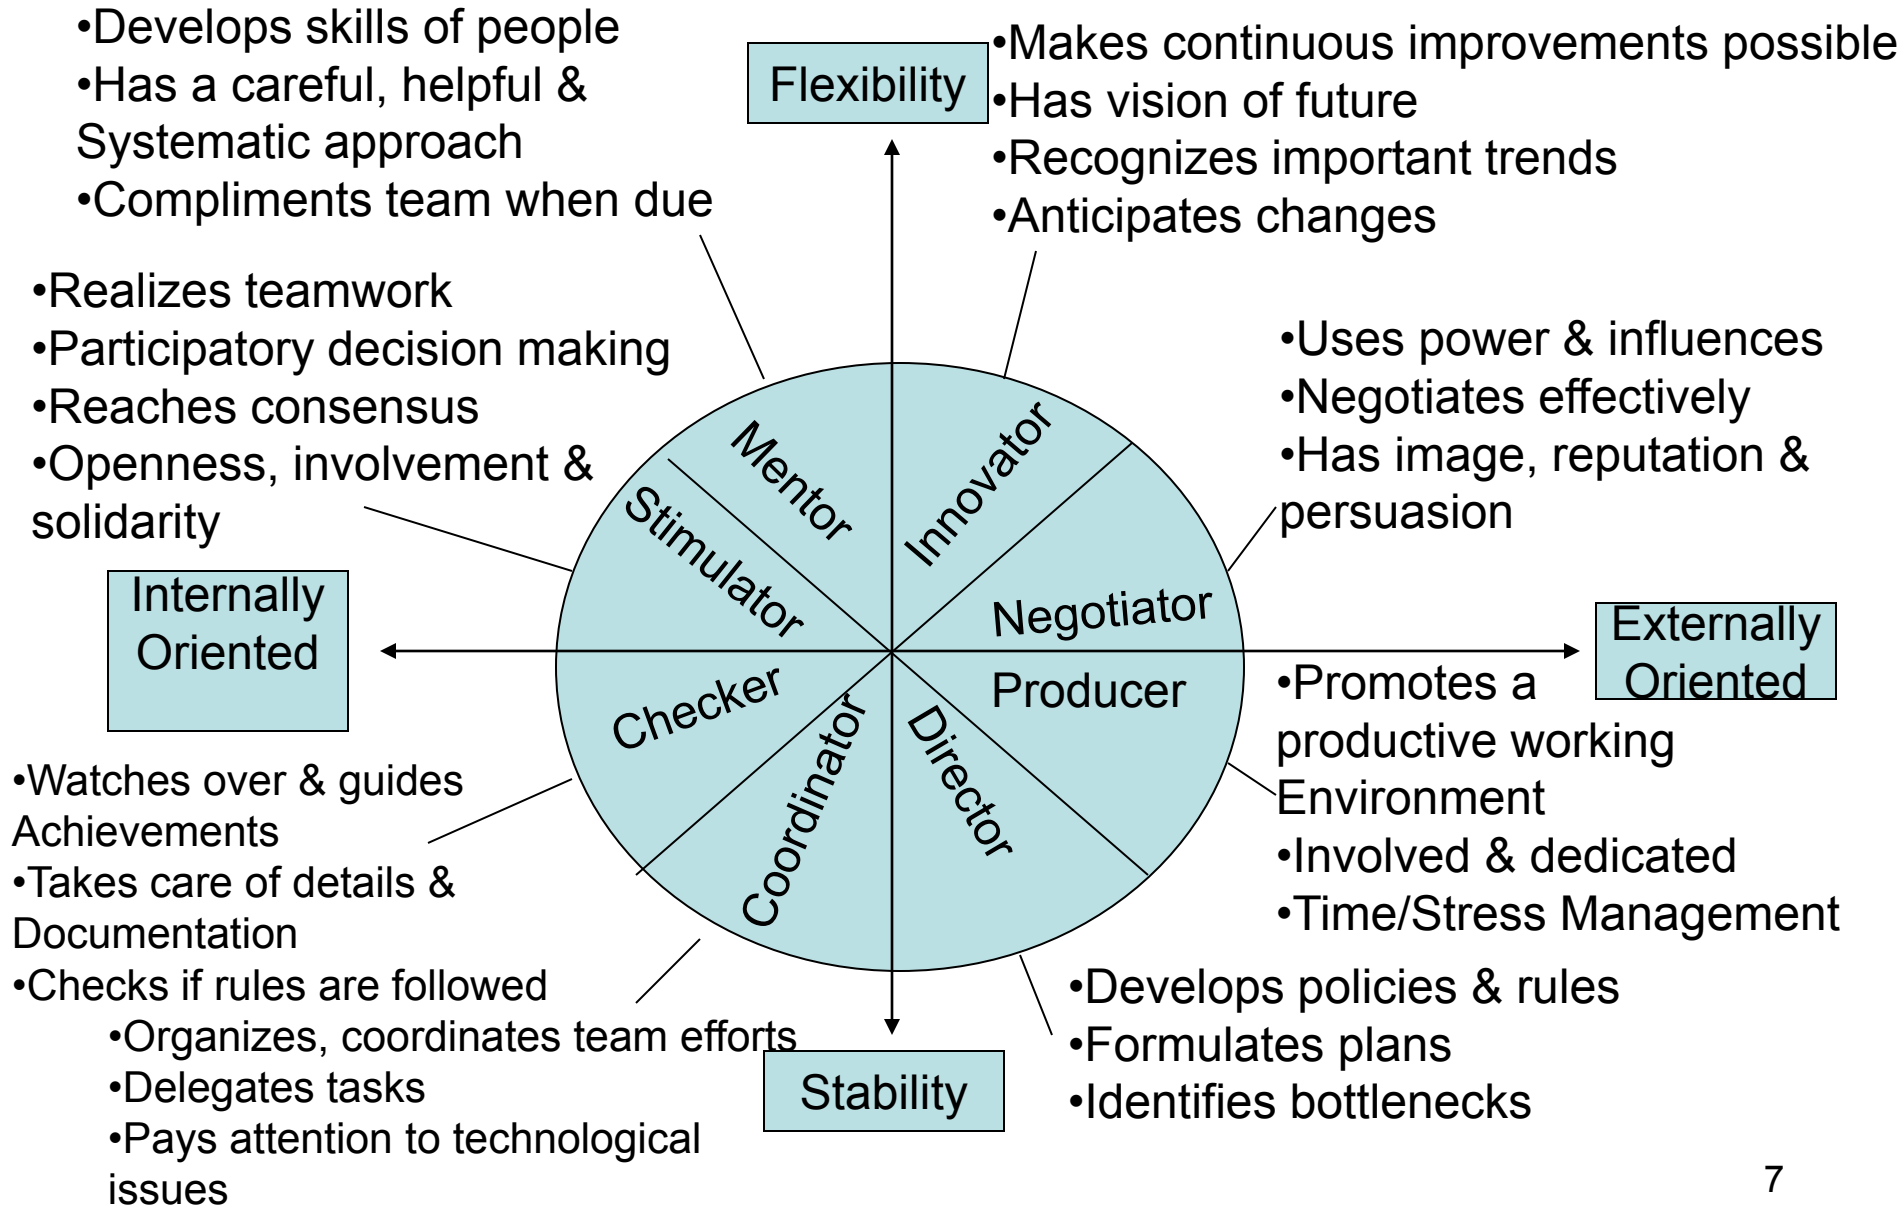 •Develops skills of people
•Has a careful, helpful &
Systematic approach
•Compliments team when due
Flexibility
•Makes continuous improvements possible
•Has vision of future
•Recognizes important trends
•Anticipates changes
•Realizes teamwork
•Participatory decision making
•Reaches consensus
•Openness, involvement &
solidarity
•Uses power & influences
•Negotiates effectively
•Has image, reputation &
persuasion
Mentor
Innovator
Stimulator
Negotiator
Internally
Oriented
Externally
Oriented
Checker
Coordinator
Director
Producer
•Promotes a
productive working
Environment
•Involved & dedicated
•Time/Stress Management
•Watches over & guides
Achievements
•Takes care of details &
Documentation
•Checks if rules are followed
•Organizes, coordinates team efforts
•Delegates tasks
•Pays attention to technological
issues
Stability
•Develops policies & rules
•Formulates plans
•Identifies bottlenecks
7